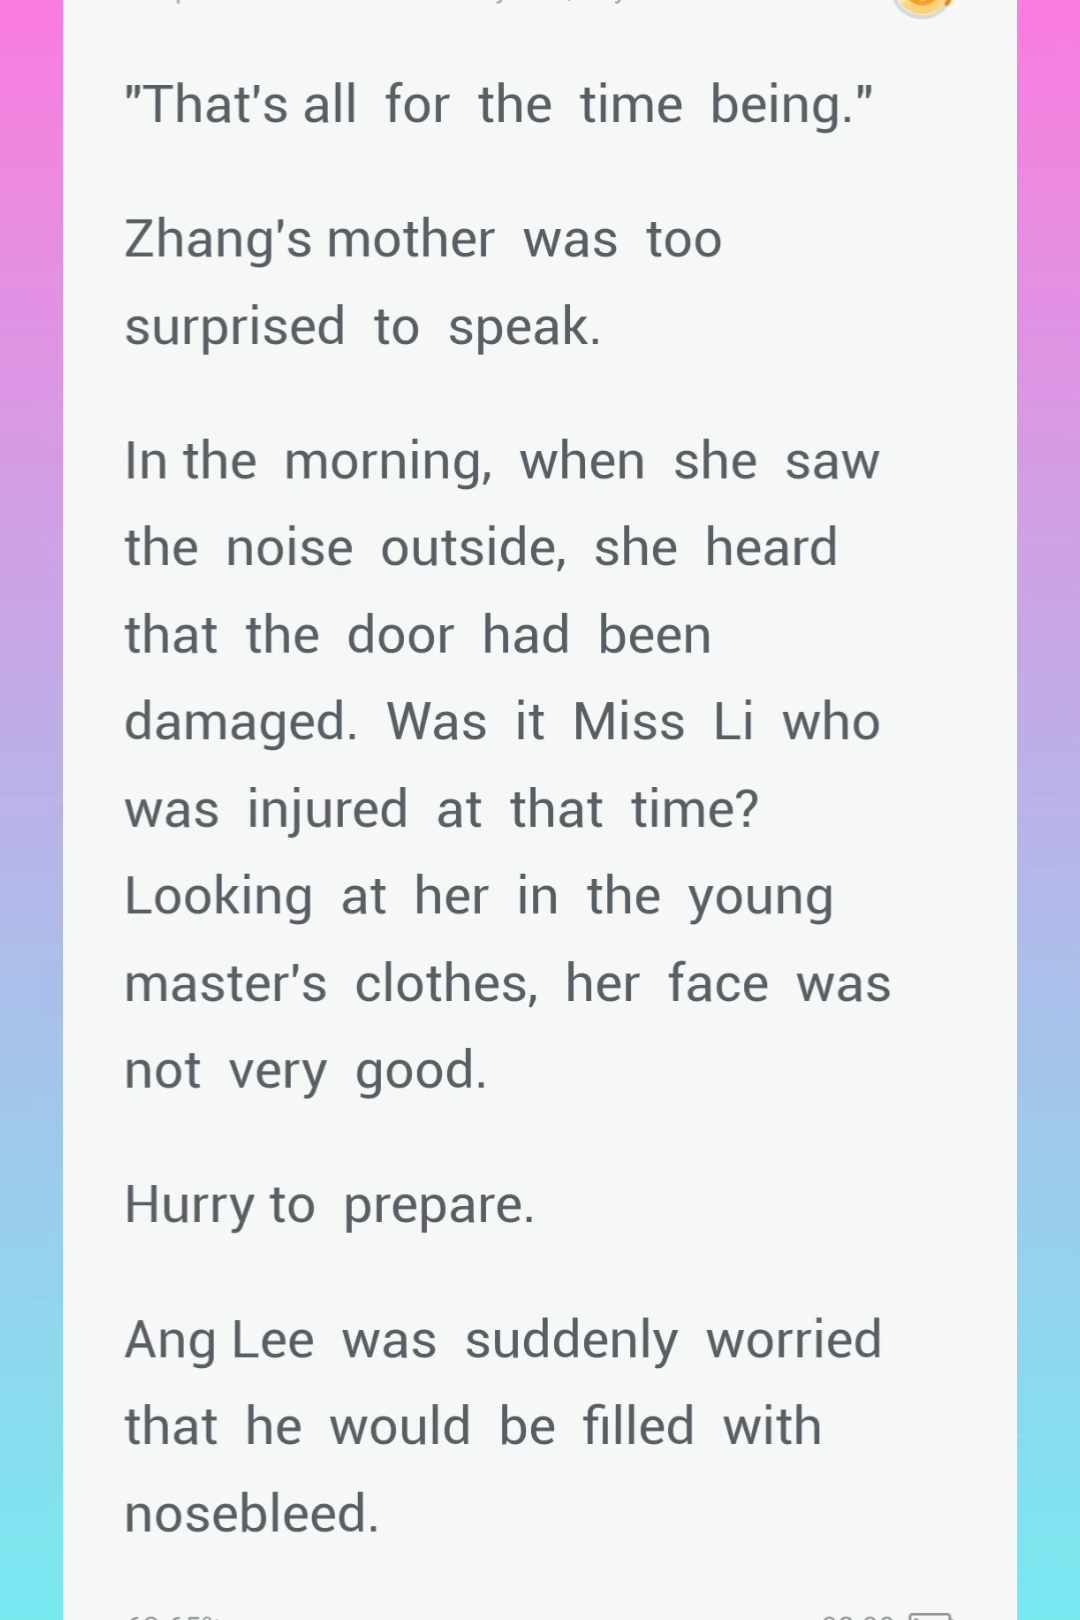 "That's all for the time being."
Zhang's mother was too
surprised to speak.
In the morning, when she saw
the noise outside, she heard
that the door had been
damaged. Was it Miss Li who
was injured at that time?
Looking at her in the young
master's clothes, her face was
not very good.
Hurry to prepare.
Ang Lee was suddenly worried
that he would be filled with
nosebleed.